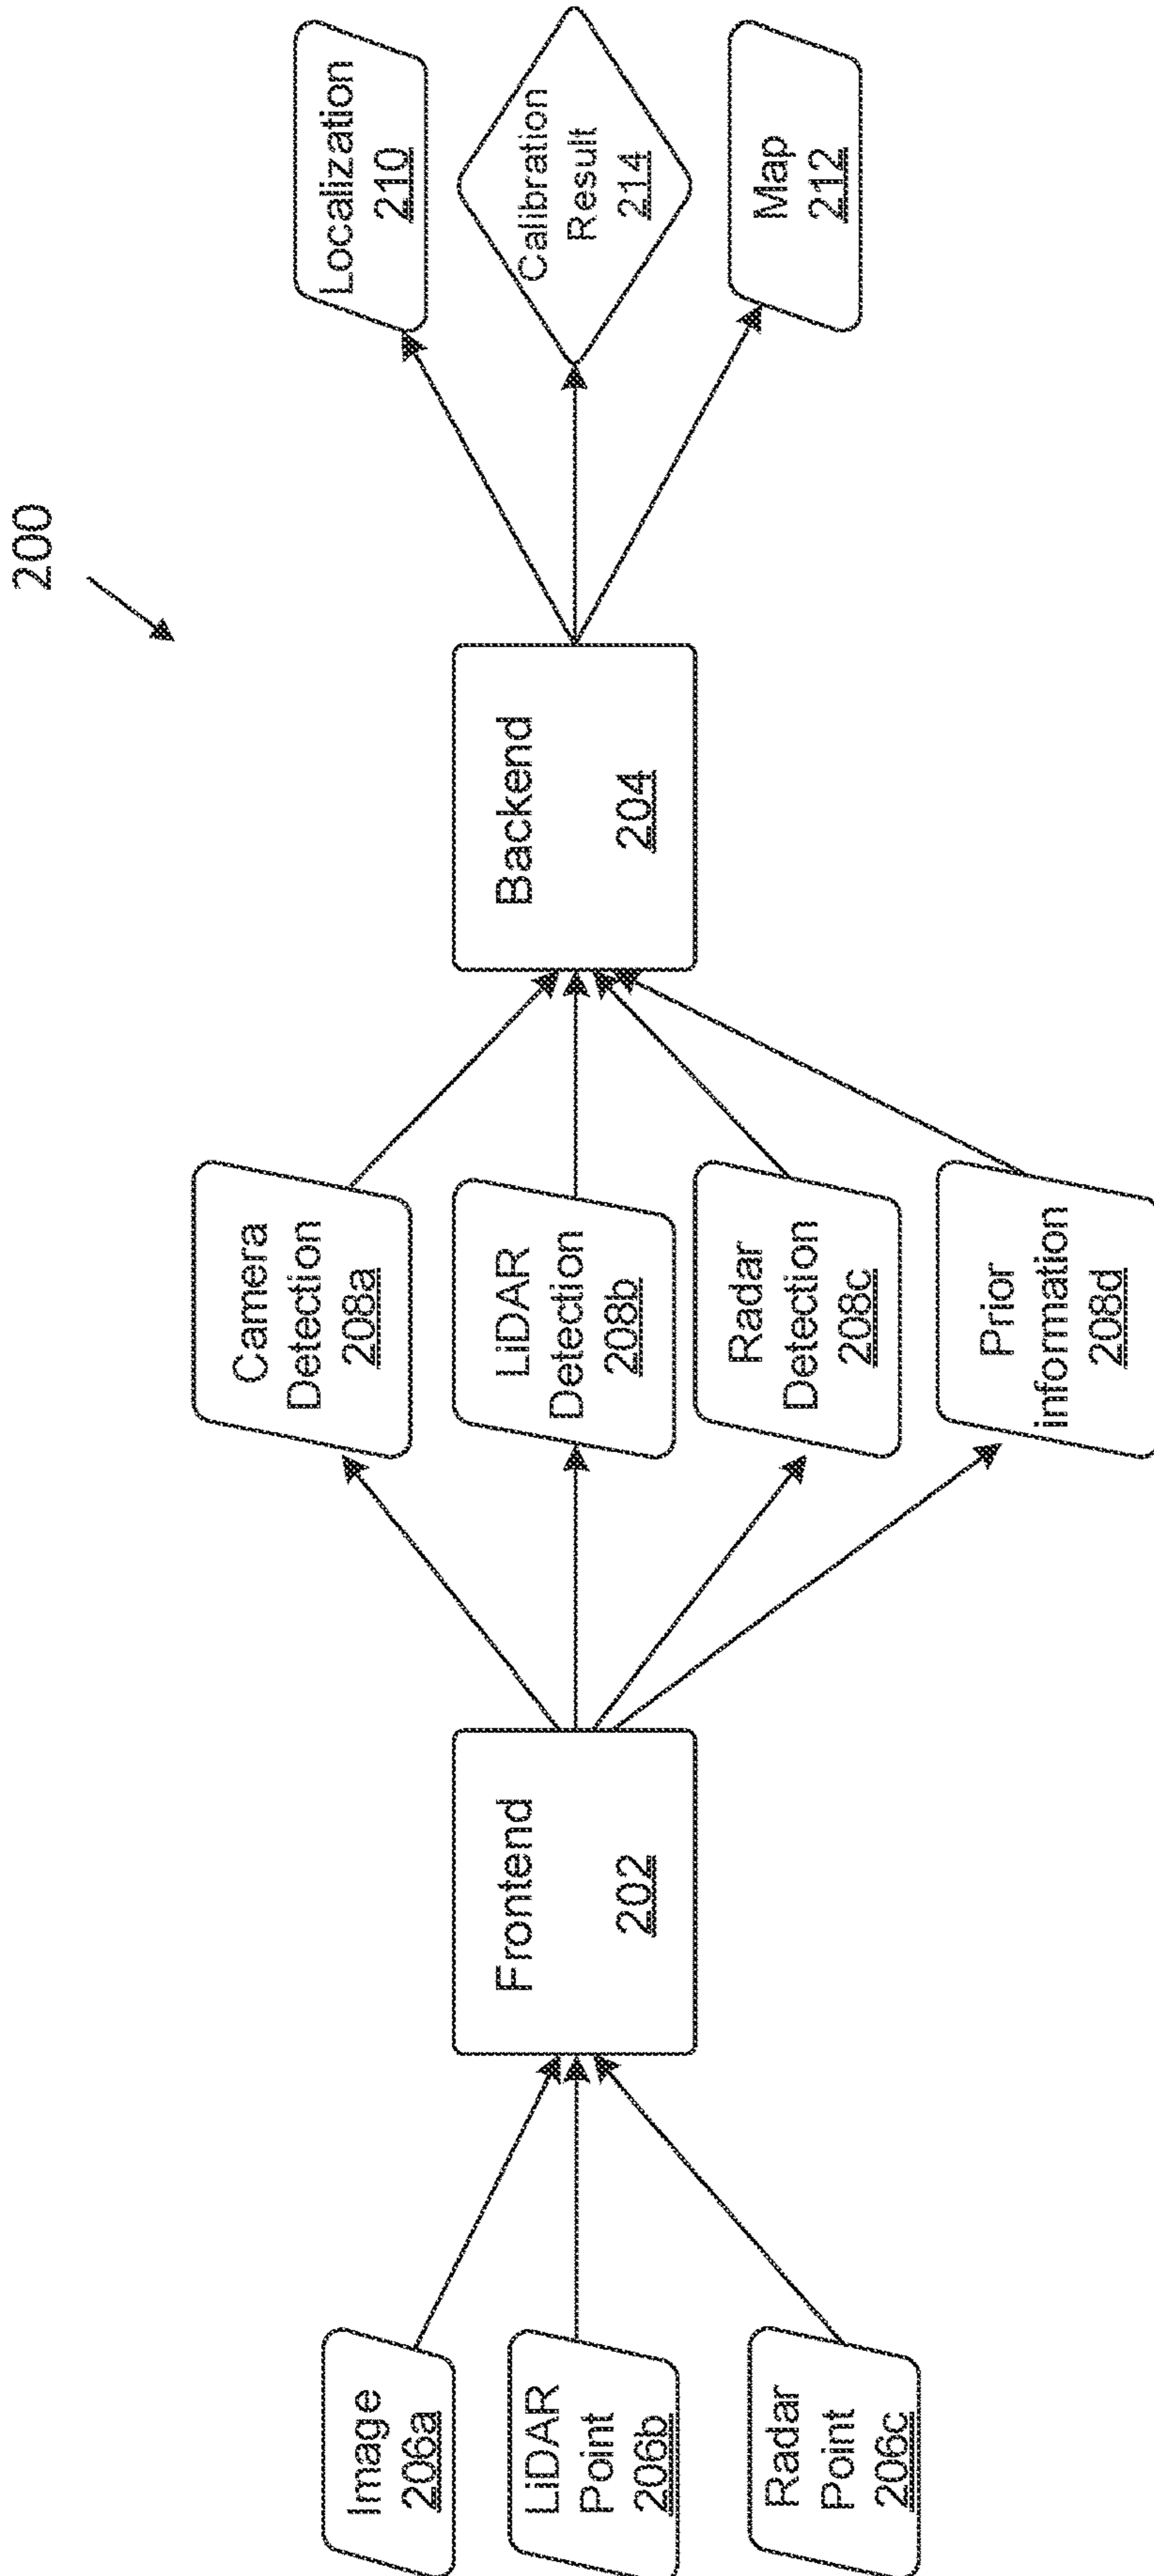 200
Image
206a
LiDAR
Point
206b
Radar
Point
206c
Frontend
202
Camera
Detection
208a
LiDAR
Detection
208b
Radar
Detection
208c
Prior
information
208d
Backend
204
Localization
210
Calibration
Result
214
Map
212